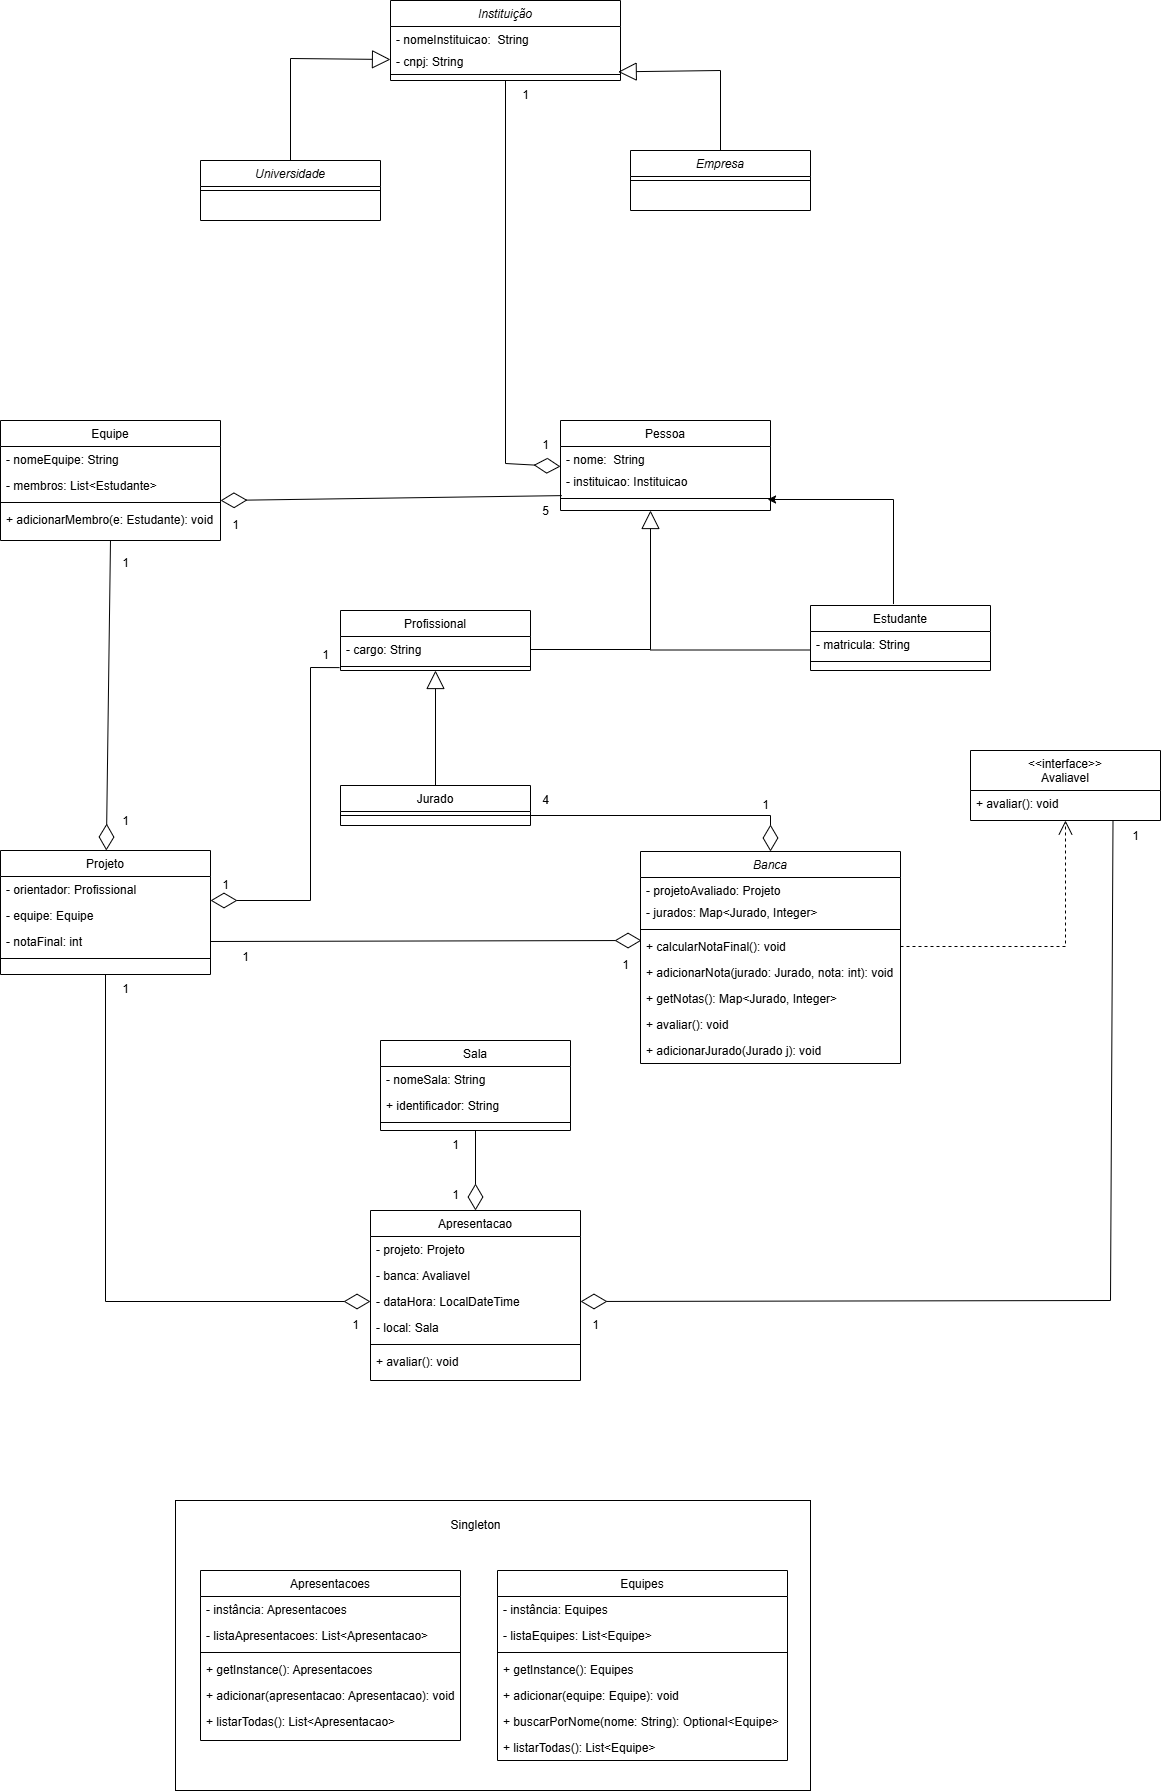 Instituição
- nomeInstituicao:  String
- cnpj: String
1
Universidade
Empresa
Equipe
- nomeEquipe: String
- membros: List<Estudante>
+ adicionarMembro(e: Estudante): void
1
1
1
5
Pessoa
- nome:  String
- instituicao: Instituicao
Profissional
- cargo: String
1
Estudante
- matricula: String
Jurado
4
1
<<interface>>
Avaliavel
+ avaliar(): void
1
1
Projeto
- orientador: Profissional
- equipe: Equipe
- notaFinal: int
1
1
1
1
Banca
- projetoAvaliado: Projeto
- jurados: Map<Jurado, Integer>
+ calcularNotaFinal(): void
+ adicionarNota(jurado: Jurado, nota: int): void
+ getNotas(): Map<Jurado, Integer>
+ avaliar(): void
+ adicionarJurado(Jurado j): void
Sala
- nomeSala: String
+ identificador: String
1
1
Apresentacao
- projeto: Projeto
- banca: Avaliavel
- dataHora: LocalDateTime
- local: Sala
+ avaliar(): void
1
1
Singleton
Apresentacoes
- instância: Apresentacoes
- listaApresentacoes: List<Apresentacao>
+ getInstance(): Apresentacoes
+ adicionar(apresentacao: Apresentacao): void
+ listarTodas(): List<Apresentacao>
Equipes
- instância: Equipes
- listaEquipes: List<Equipe>
+ getInstance(): Equipes
+ adicionar(equipe: Equipe): void
+ buscarPorNome(nome: String): Optional<Equipe>
+ listarTodas(): List<Equipe>